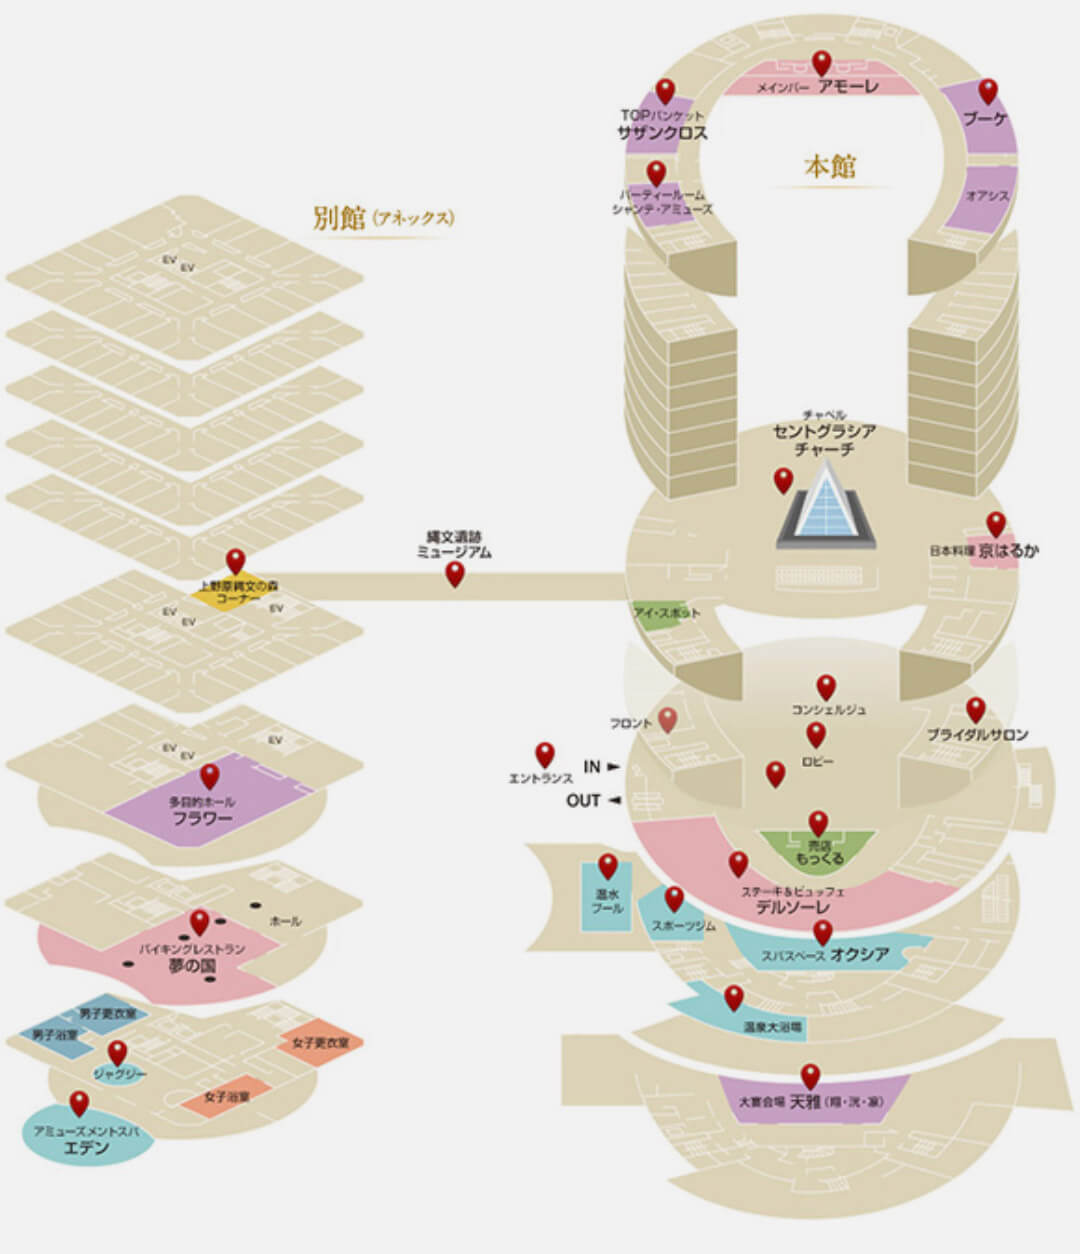 メインバー アモーレ
TOPバンケット
サザンクロス
ブーケ
本館
パーティールーム
シャンテ・アミューズ
オアシス
別館(アネックス)
EV
EV
チャペル
セントグラシア
チャーチ
縄文遺跡
ミュージアム
日本料理 京はるか
上野原縄文の森
コーナー
EV
EV
EV
アイ・スポット
コンシェルジュ
フロント
ブライダルサロン
ロビー
エントランス
IN
OUT
EV
EV
EV
多目的ホール
フラワー
売店
もっくる
ステーキ&ビュッフェ
デルソーレ
温水
プール
スポーツジム
スパスペース オクシア
ホール
バイキングレストラン
夢の国
温泉大浴場
男子更衣室
男子浴室
女子更衣室
ジャグジー
女子浴室
大宴会場 天雅(翔・洸・凛)
アミューズメントスパ
エデン